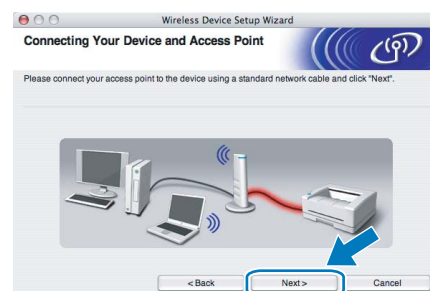 Wireless Device Setup Wizard
Connecting Your Device and Access Point
Please connect your access point to the device using a standard network cable and click "Next".
< Back Next > Cancel